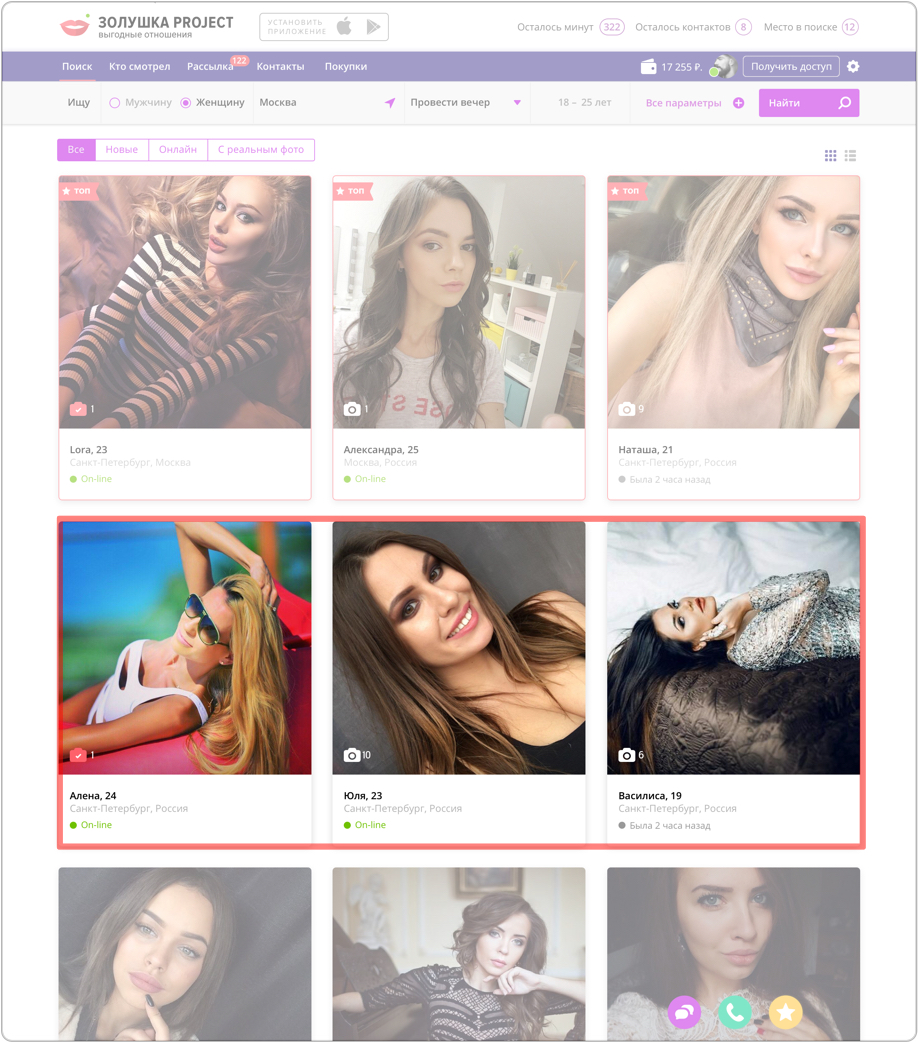 ЗОЛУШКА PROJECT
выгодные отношения
УСТАНОВИТЬ
ПРИЛОЖЕНИЕ
Осталось минут 322 Осталось контактов 8 Место в поиске 12
Поиск Кто смотрел Рассылка 122 Контакты Покупки 17 255 ₽. Получить доступ
Ищу Мужчину Женщину Москва Провести вечер 18 – 25 лет Все параметры Найти
Все Новые Онлайн С реальным фото
ТОП ТОП ТОП
1 1 9
Lora, 23 Александра, 25 Наташа, 21
Санкт-Петербург, Москва Москва, Россия Санкт-Петербург, Россия
On-line On-line Была 2 часа назад
1 10 6
Алена, 24 Юля, 23 Василиса, 19
Санкт-Петербург, Россия Санкт-Петербург, Россия Санкт-Петербург, Россия
On-line On-line Была 2 часа назад